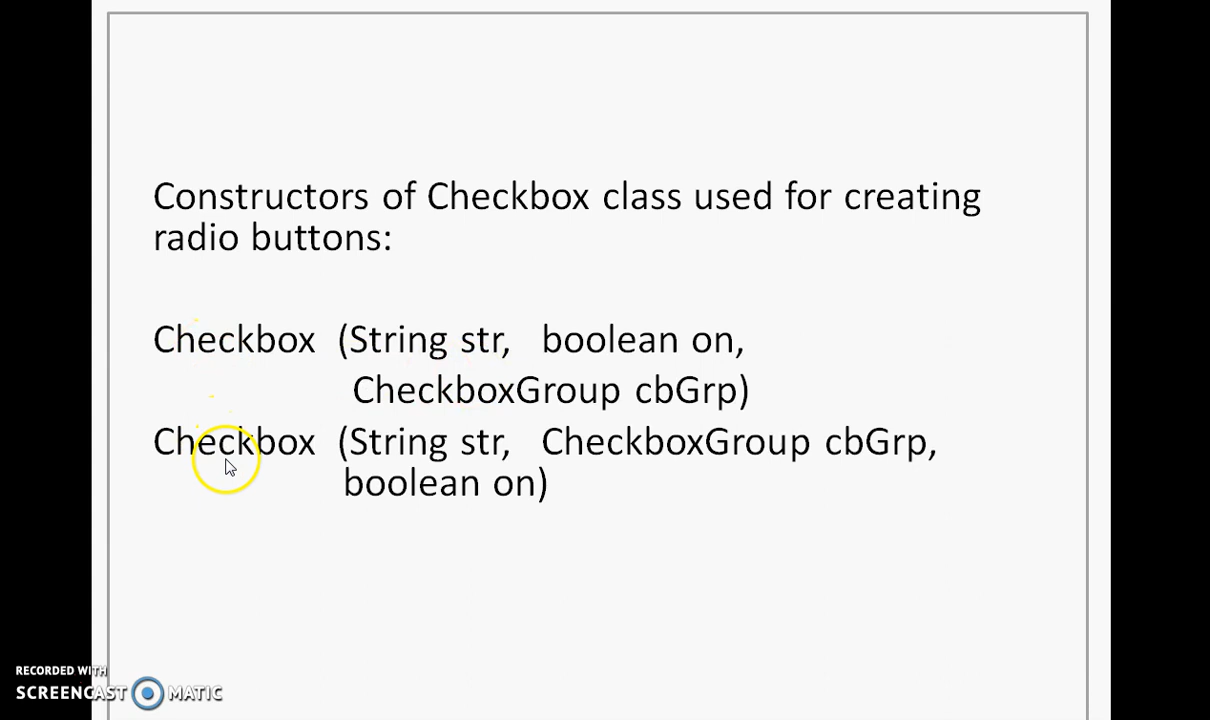 Constructors of Checkbox class used for creating
radio buttons:
Checkbox (String str, boolean on,
CheckboxGroup cbGrp)
Checkbox (String str, CheckboxGroup cbGrp,
boolean on)
RECORDED WITH
SCREENCAST MATIC